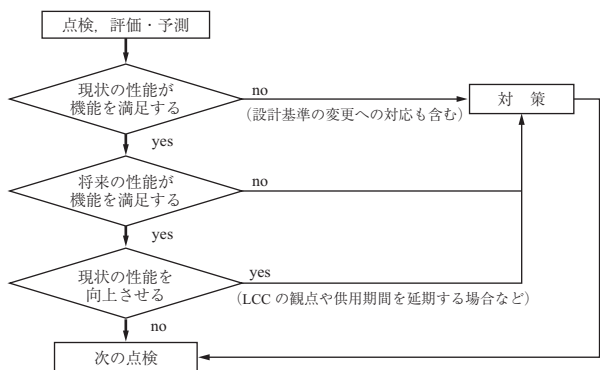 点検，評価・予測
現状の性能が
機能を満足する
no
（設計基準の変更への対応も含む）
対　策
yes
将来の性能が
機能を満足する
no
yes
現状の性能を
向上させる
yes
（LCC の観点や供用期間を延期する場合など）
no
次の点検